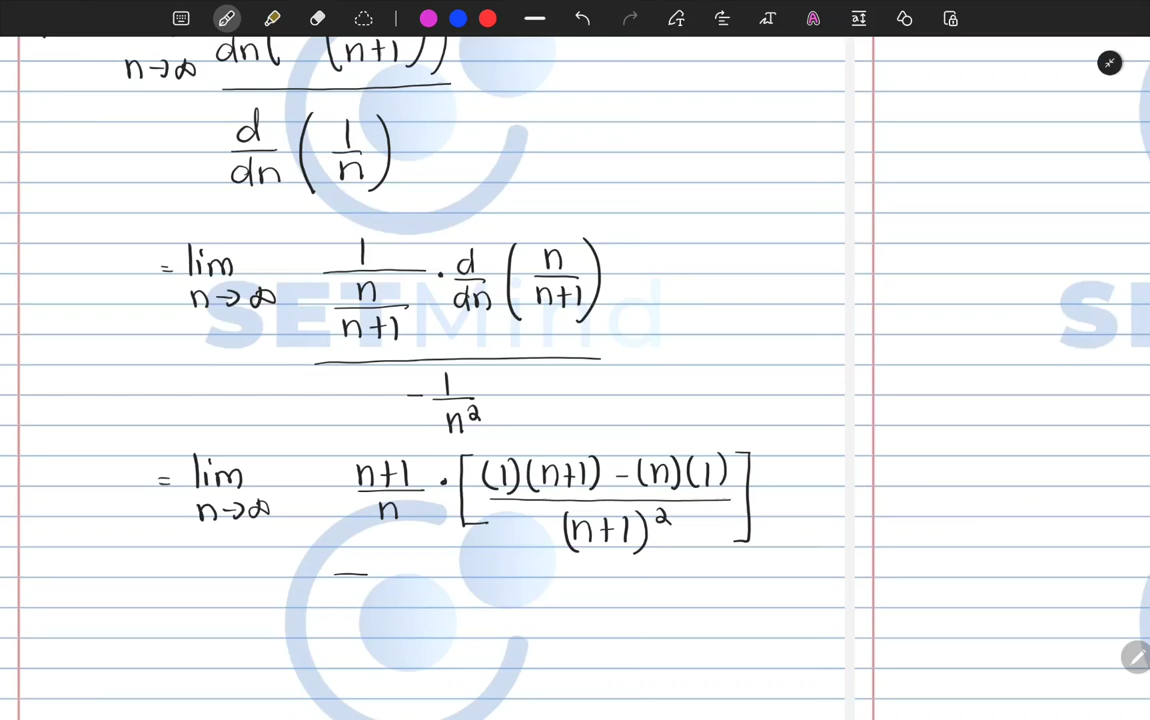 dn( (n+1))
n→∞
d/dn (1/n)
= lim n→∞ 1/(n/(n+1)) · d/dn (n/(n+1))
- 1/n²
= lim n→∞ (n+1)/n · [((1)(n+1) - (n)(1))/(n+1)²]
SETMind
SE